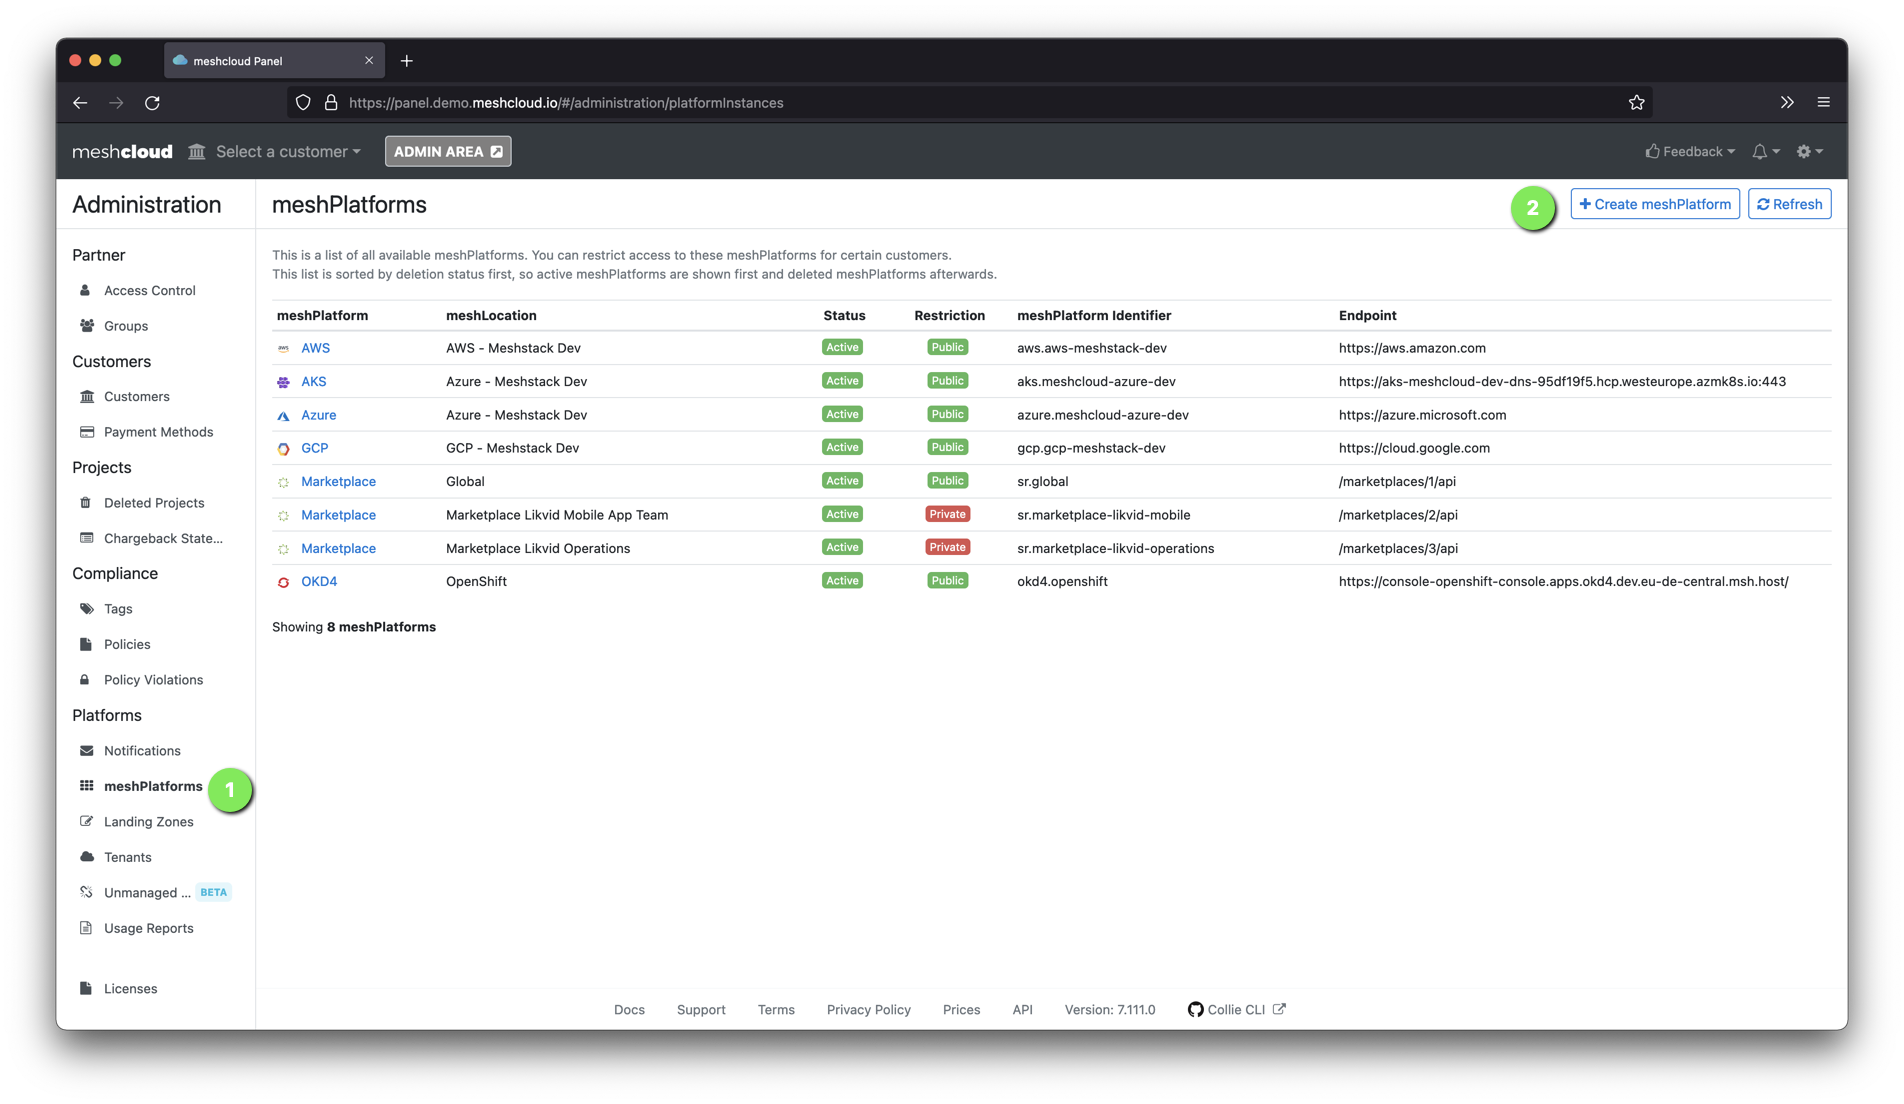 meshcloud Panel
https://panel.demo.meshcloud.io/#/administration/platformInstances
meshcloud Select a customer ADMIN AREA Feedback
Administration
Partner
Access Control
Groups
Customers
Customers
Payment Methods
Projects
Deleted Projects
Chargeback State...
Compliance
Tags
Policies
Policy Violations
Platforms
Notifications
meshPlatforms 1
Landing Zones
Tenants
Unmanaged ... BETA
Usage Reports
Licenses
meshPlatforms 2 Create meshPlatform Refresh
This is a list of all available meshPlatforms. You can restrict access to these meshPlatforms for certain customers.
This list is sorted by deletion status first, so active meshPlatforms are shown first and deleted meshPlatforms afterwards.
meshPlatform meshLocation Status Restriction meshPlatform Identifier Endpoint
aws AWS AWS - Meshstack Dev Active Public aws.aws-meshstack-dev https://aws.amazon.com
AKS Azure - Meshstack Dev Active Public aks.meshcloud-azure-dev https://aks-meshcloud-dev-dns-95df19f5.hcp.westeurope.azmk8s.io:443
Azure Azure - Meshstack Dev Active Public azure.meshcloud-azure-dev https://azure.microsoft.com
GCP GCP - Meshstack Dev Active Public gcp.gcp-meshstack-dev https://cloud.google.com
Marketplace Global Active Public sr.global /marketplaces/1/api
Marketplace Marketplace Likvid Mobile App Team Active Private sr.marketplace-likvid-mobile /marketplaces/2/api
Marketplace Marketplace Likvid Operations Active Private sr.marketplace-likvid-operations /marketplaces/3/api
OKD4 OpenShift Active Public okd4.openshift https://console-openshift-console.apps.okd4.dev.eu-de-central.msh.host/
Showing 8 meshPlatforms
Docs Support Terms Privacy Policy Prices API Version: 7.111.0 Collie CLI